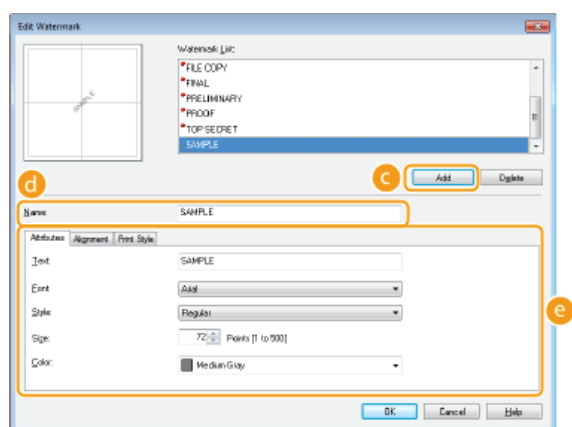 Edit Watermark
Watermark List:
SAMPLE
FILE COPY
FINAL
PRELIMINARY
PROOF
TOP SECRET
SAMPLE
c
Add
Delete
d
Name:
SAMPLE
Attributes
Alignment
Print Style
Text:
SAMPLE
Font:
Arial
Style:
Regular
Size:
72
Points [1 to 500]
Color:
Medium Gray
e
OK
Cancel
Help